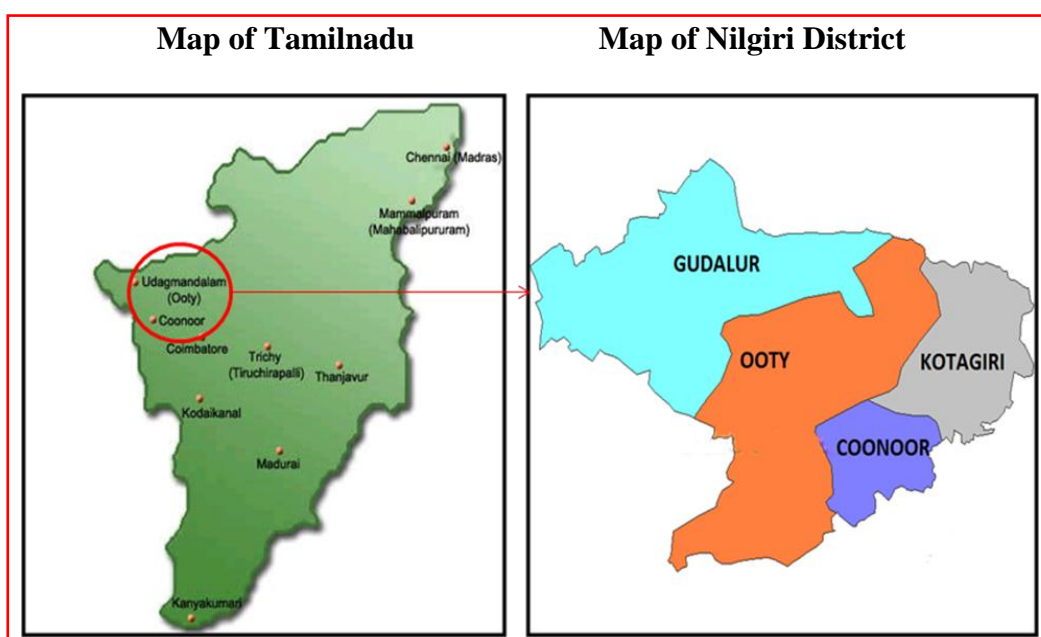 Map of Tamilnadu
Map of Nilgiri District
Chennai (Madras)
Mammalpuram
(Mahabalipururam)
Udagmandalam
(Ooty)
Coonoor
Coimbatore
Trichy
(Tiruchirapalli)
Thanjavur
Kodaikanal
Madurai
Kanyakumari
GUDALUR
OOTY
KOTAGIRI
COONOOR